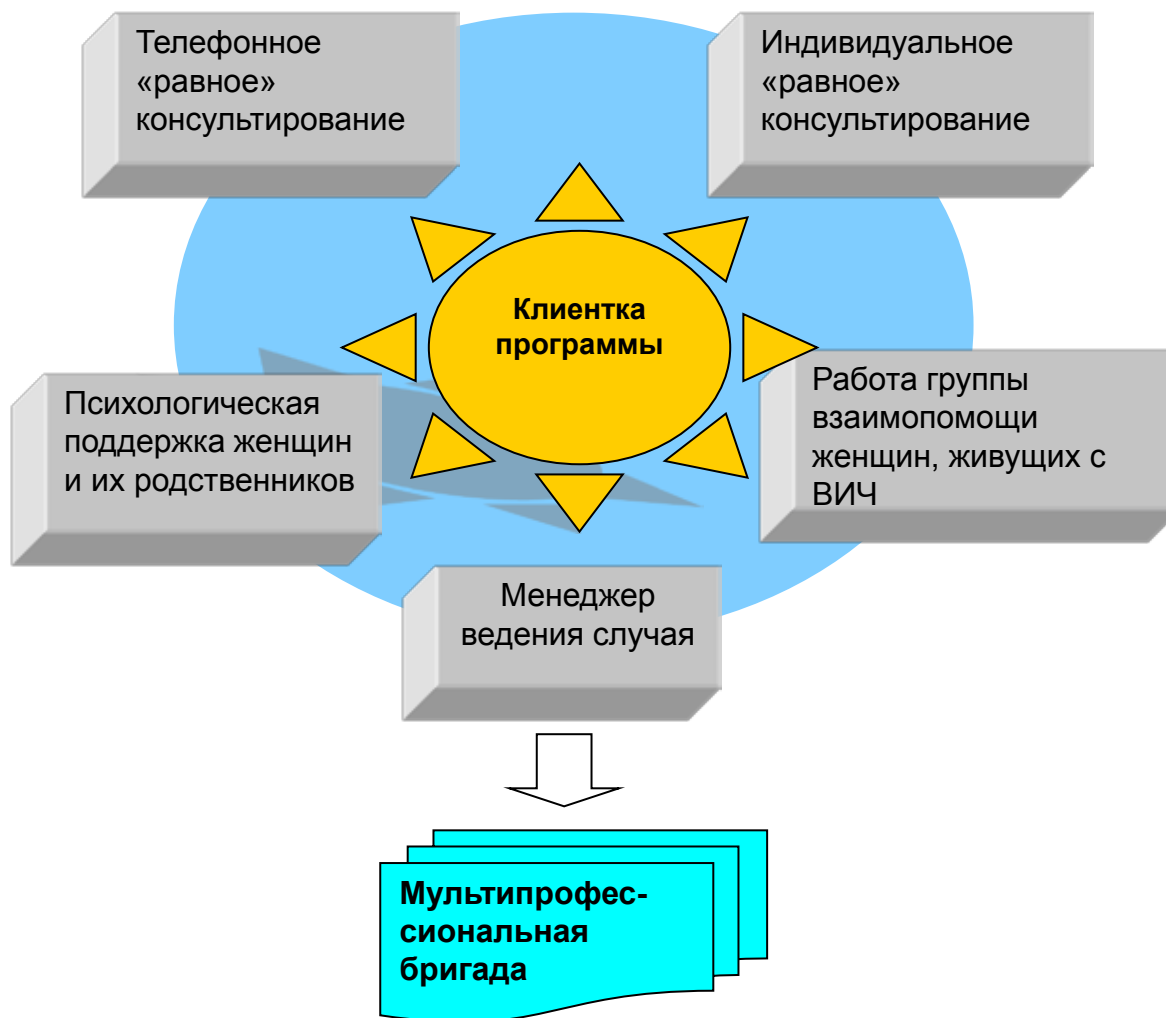 Телефонное
«равное»
консультирование
Индивидуальное
«равное»
консультирование
Клиентка
программы
Психологическая
поддержка женщин
и их родственников
Работа группы
взаимопомощи
женщин, живущих с
ВИЧ
Менеджер
ведения случая
Мультипрофес-
сиональная
бригада